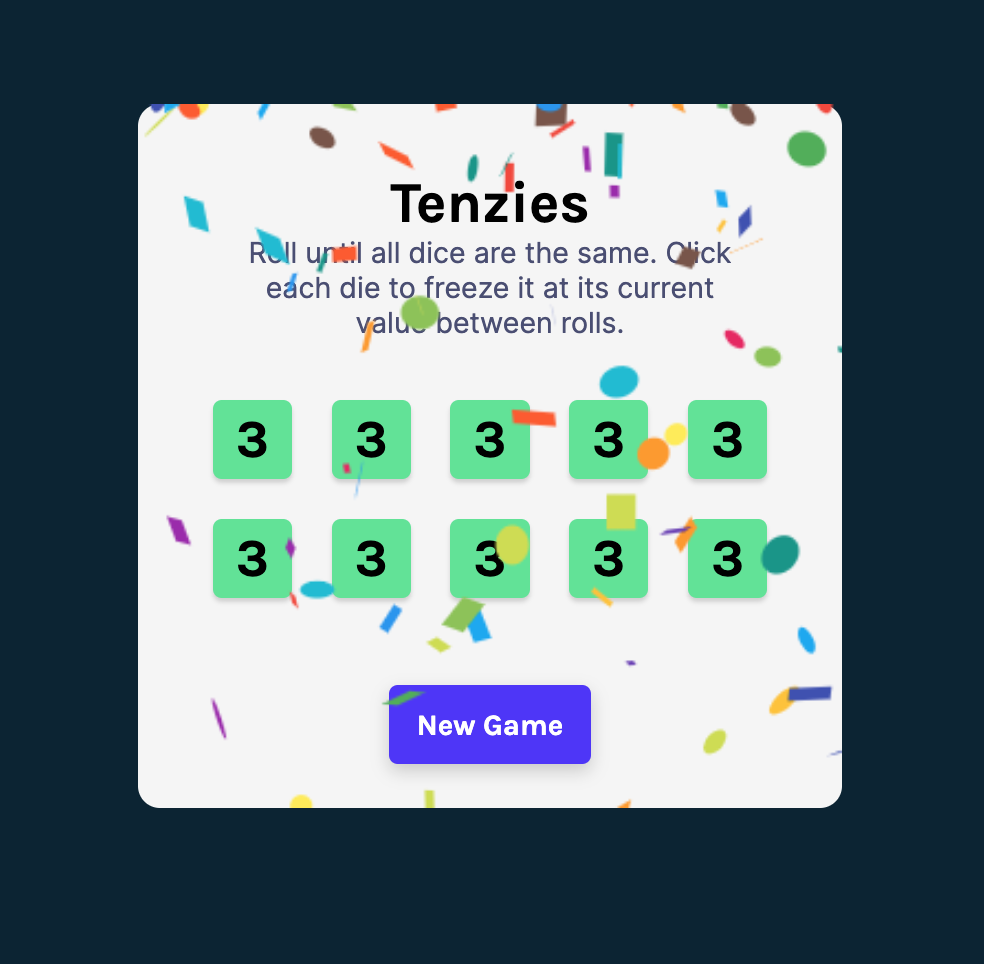 Tenzies
Roll until all dice are the same. Click
each die to freeze it at its current
value between rolls.
3 3 3 3 3
3 3 3 3 3
New Game